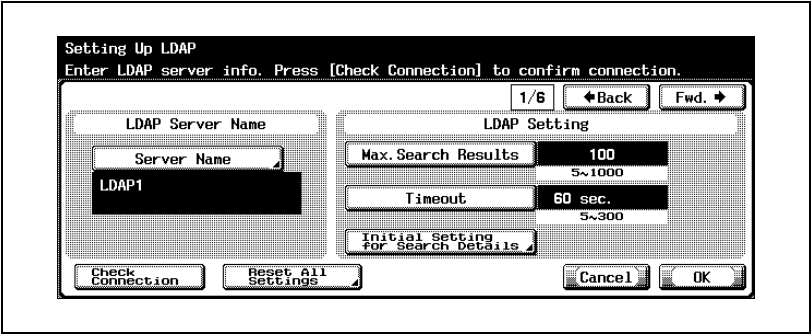 Setting Up LDAP
Enter LDAP server info. Press [Check Connection] to confirm connection.
1/6
←Back
Fwd. →
LDAP Server Name
Server Name
LDAP1
LDAP Setting
Max.Search Results
100
5~1000
Timeout
60 sec.
5~300
Initial Setting
for Search Details
Check
Connection
Reset All
Settings
Cancel
OK